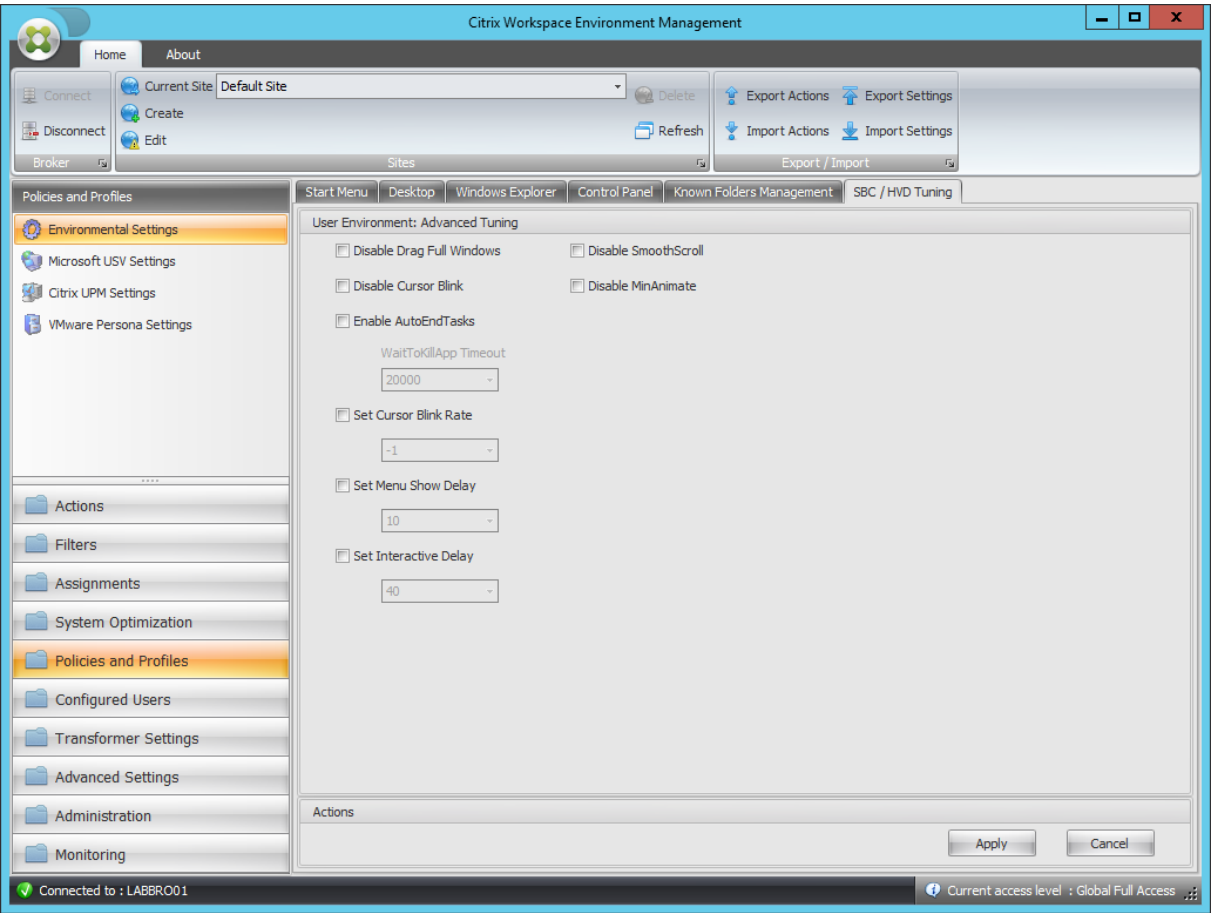 Citrix Workspace Environment Management
Home About
Connect
Disconnect
Broker
Current Site Default Site
Create
Edit
Delete
Refresh
Sites
Export Actions Export Settings
Import Actions Import Settings
Export / Import
Policies and Profiles
Environmental Settings
Microsoft USV Settings
Citrix UPM Settings
VMware Persona Settings
Actions
Filters
Assignments
System Optimization
Policies and Profiles
Configured Users
Transformer Settings
Advanced Settings
Administration
Monitoring
Start Menu Desktop Windows Explorer Control Panel Known Folders Management SBC / HVD Tuning
User Environment: Advanced Tuning
Disable Drag Full Windows Disable SmoothScroll
Disable Cursor Blink Disable MinAnimate
Enable AutoEndTasks
WaitToKillApp Timeout
20000
Set Cursor Blink Rate
-1
Set Menu Show Delay
10
Set Interactive Delay
40
Actions
Apply Cancel
Connected to : LABBRO01 Current access level : Global Full Access